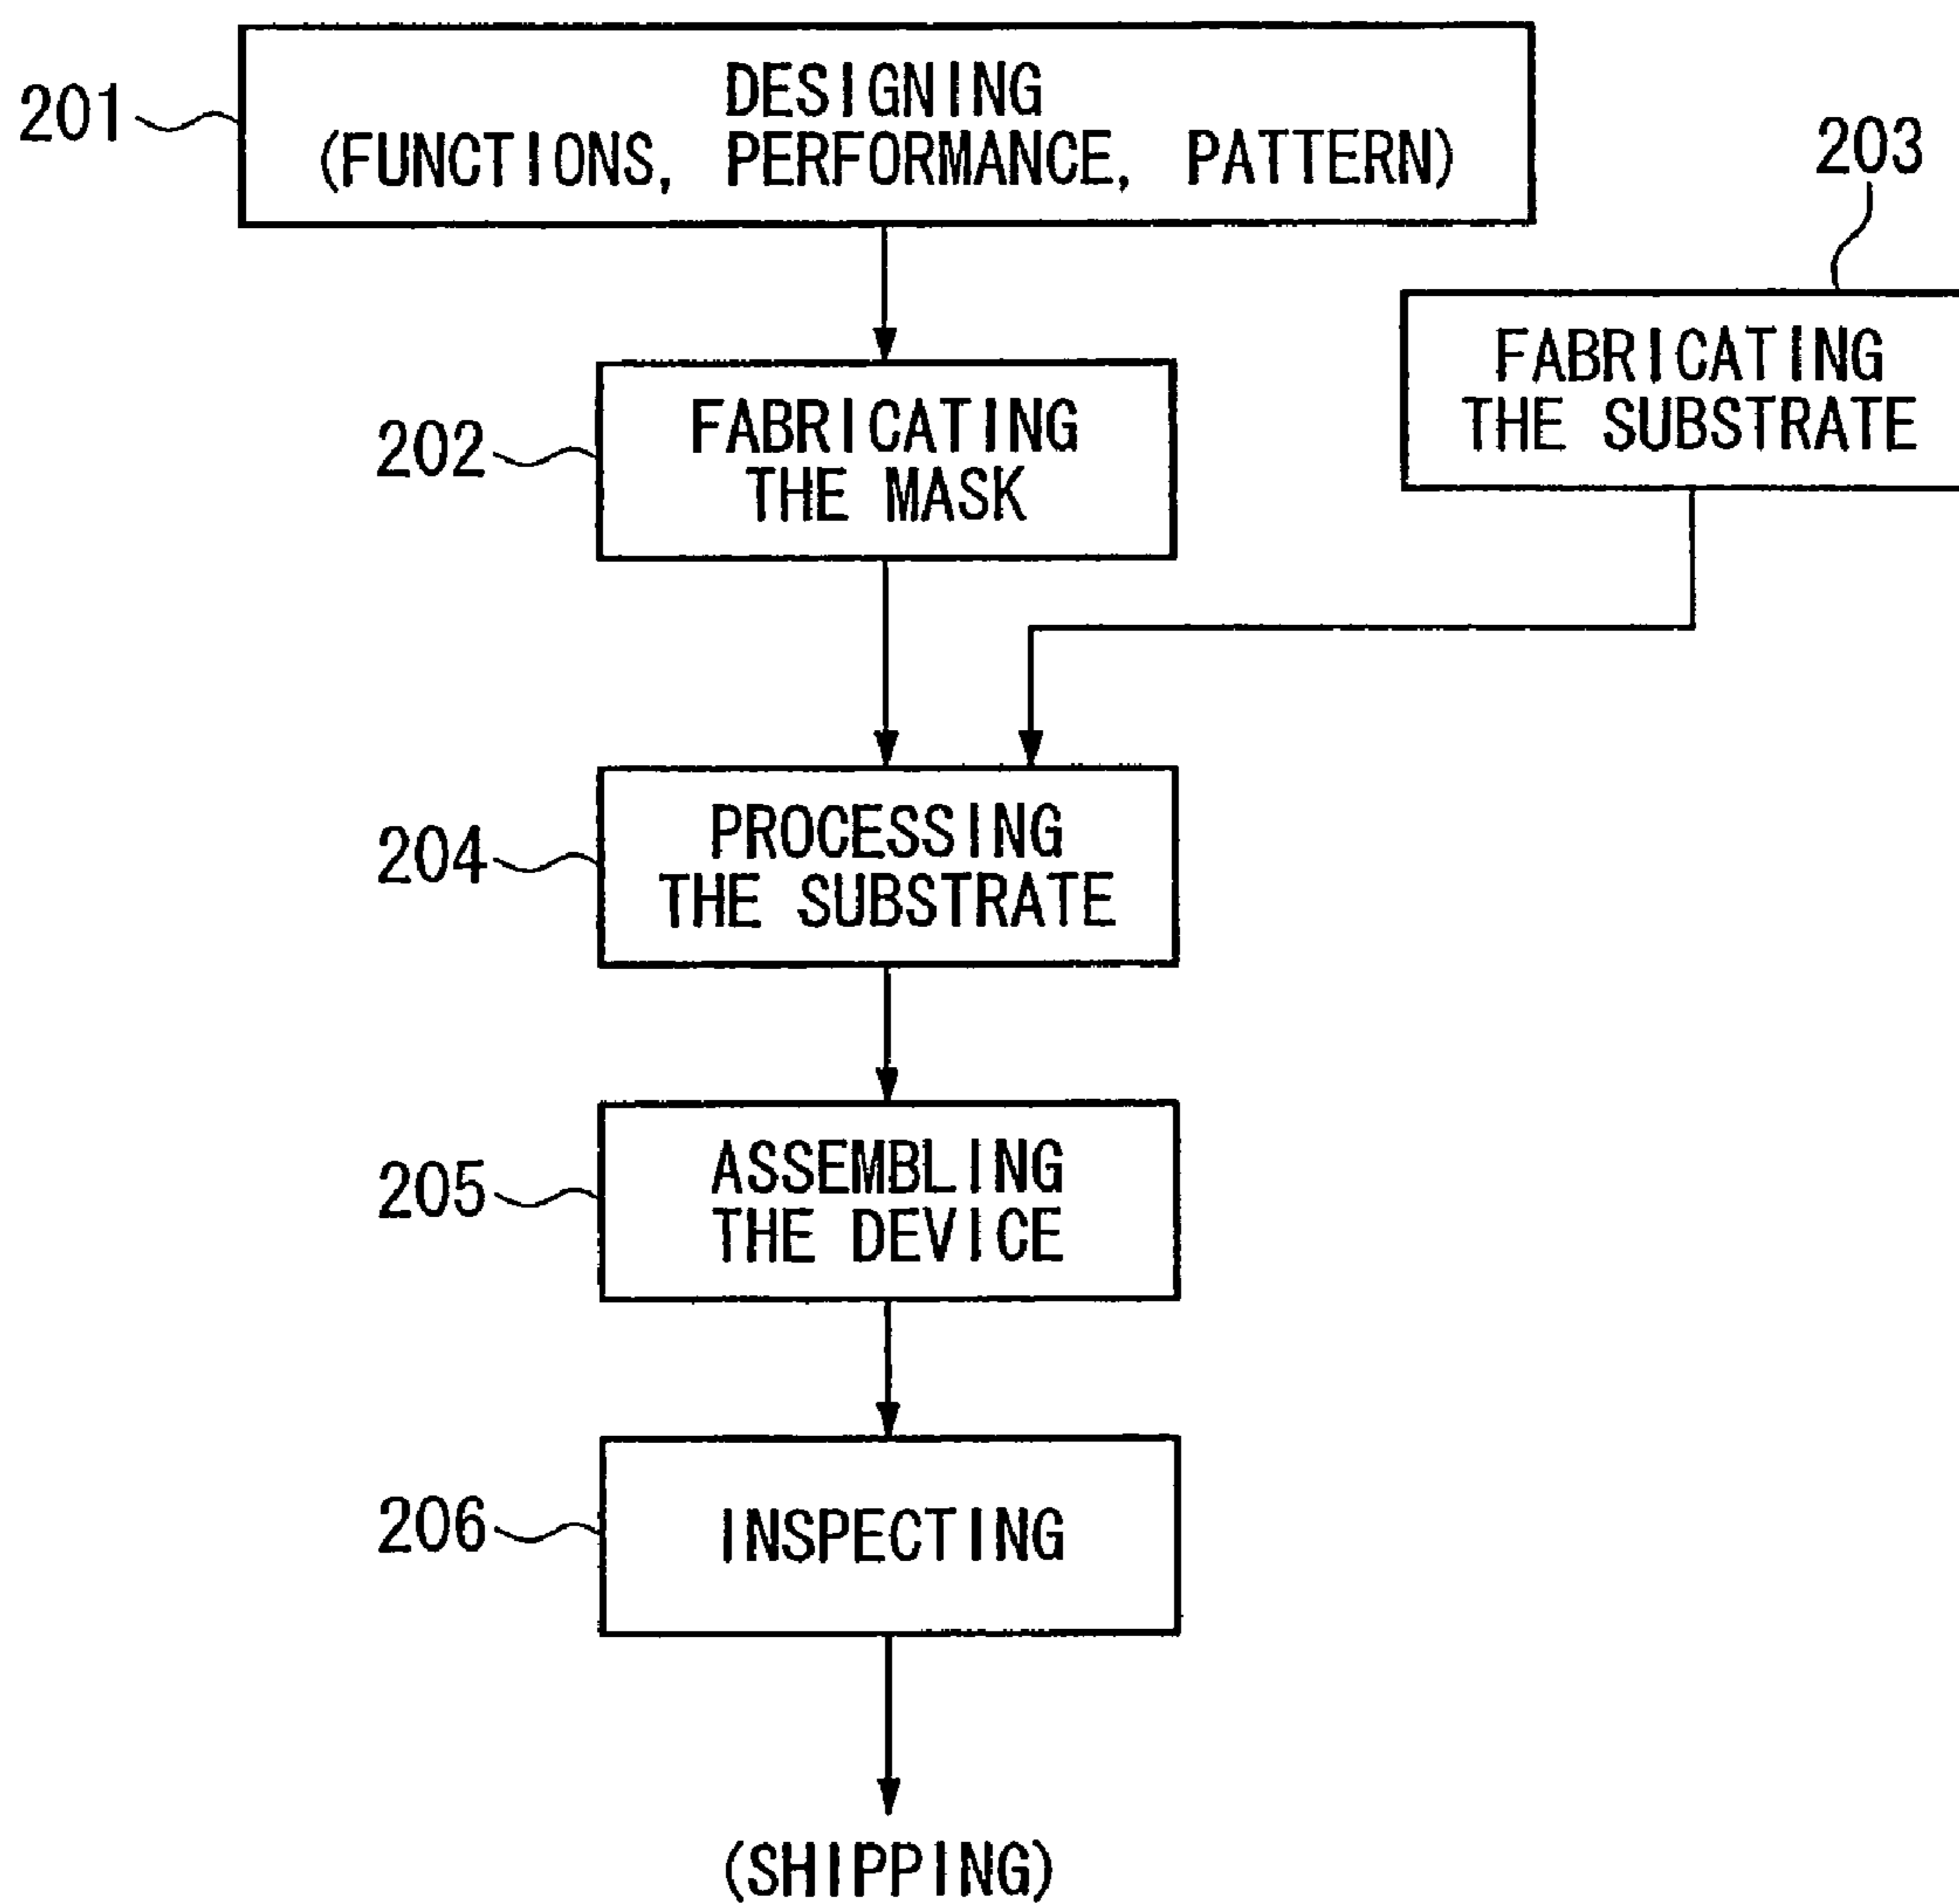 201
DESIGNING
(FUNCTIONS, PERFORMANCE, PATTERN)
203
FABRICATING
THE SUBSTRATE
202
FABRICATING
THE MASK
204
PROCESSING
THE SUBSTRATE
205
ASSEMBLING
THE DEVICE
206
INSPECTING
(SHIPPING)